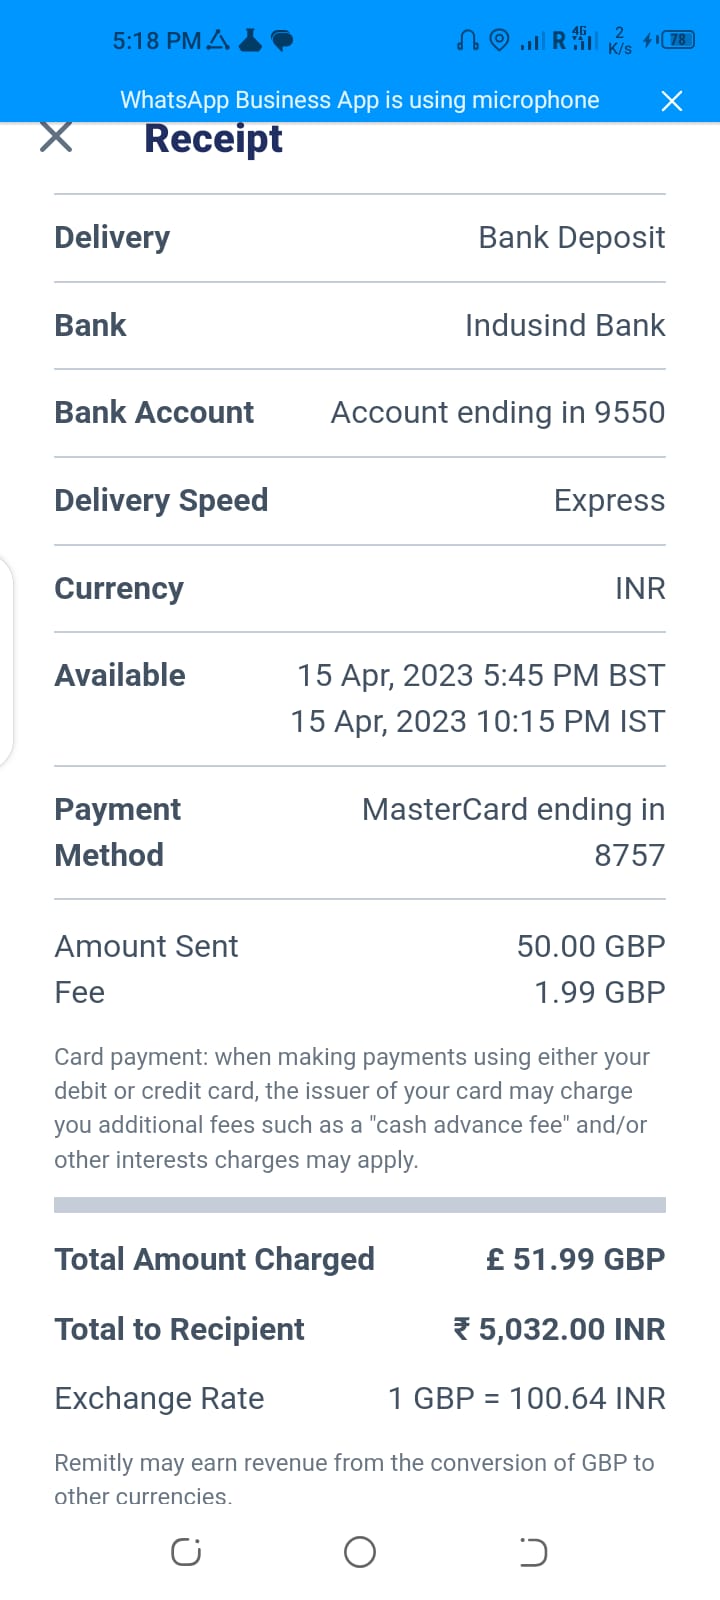 5:18 PM
R 4G 2 K/s 78
WhatsApp Business App is using microphone
Receipt
Delivery Bank Deposit
Bank Indusind Bank
Bank Account Account ending in 9550
Delivery Speed Express
Currency INR
Available 15 Apr, 2023 5:45 PM BST
15 Apr, 2023 10:15 PM IST
Payment MasterCard ending in
Method 8757
Amount Sent 50.00 GBP
Fee 1.99 GBP
Card payment: when making payments using either your
debit or credit card, the issuer of your card may charge
you additional fees such as a "cash advance fee" and/or
other interests charges may apply.
Total Amount Charged £ 51.99 GBP
Total to Recipient ₹ 5,032.00 INR
Exchange Rate 1 GBP = 100.64 INR
Remitly may earn revenue from the conversion of GBP to
other currencies.